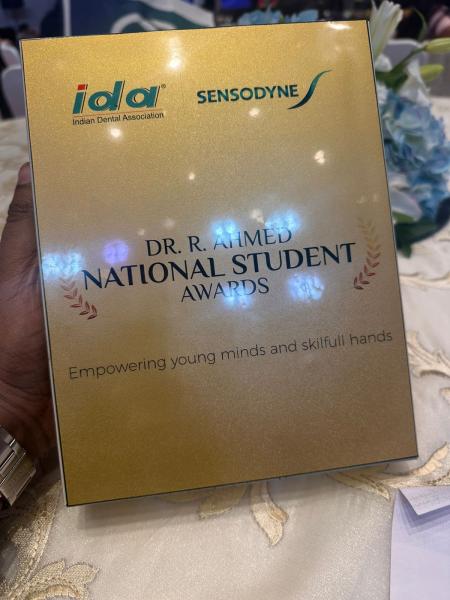 ida®
Indian Dental Association
SENSODYNE
DR. R. AHMED
NATIONAL STUDENT
AWARDS
Empowering young minds and skilfull hands